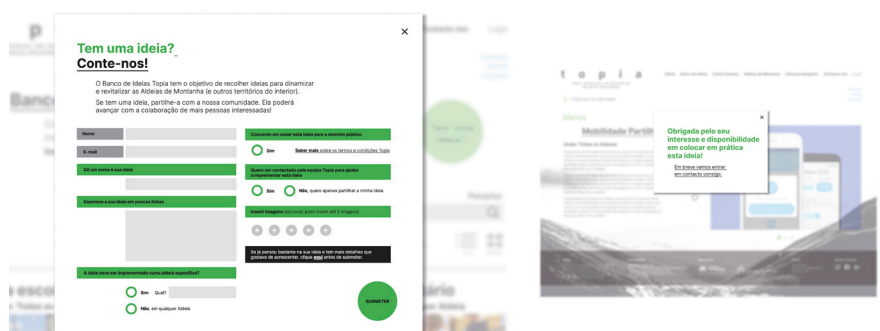 Tem uma ideia?
Conte-nos!
O Banco de Ideias Topia tem o objetivo de recolher ideias para dinamizar
e revitalizar as Aldeias de Montanha (e outros territórios do interior).
Se tem uma ideia, partilhe-a com a nossa comunidade. Ela poderá
avançar com a colaboração de mais pessoas interessadas!
Nome
E-mail
Dê um nome à sua ideia
Descreva a sua ideia em poucas linhas
A ideia deve ser implementada numa aldeia específica?
Sim Qual?
Não, em qualquer Aldeia
Concordo em ceder esta ideia para o domínio público:
Sim Saber mais sobre os termos e condições Topia
Quero ser contactado pela equipa Topia para ajudar
a implementar esta ideia
Sim Não, quero apenas partilhar a minha ideia
Inserir imagens (opcional, pode inserir até 5 imagens)
Se já pensou bastante na sua ideia e tem mais detalhes que
gostava de acrescentar, clique aqui antes de submeter.
SUBMETER
topia
Mobilidade Partilh
Obrigada pelo seu
interesse e disponibilidade
em colocar em prática
esta ideia!
Em breve vamos entrar
em contacto consigo.